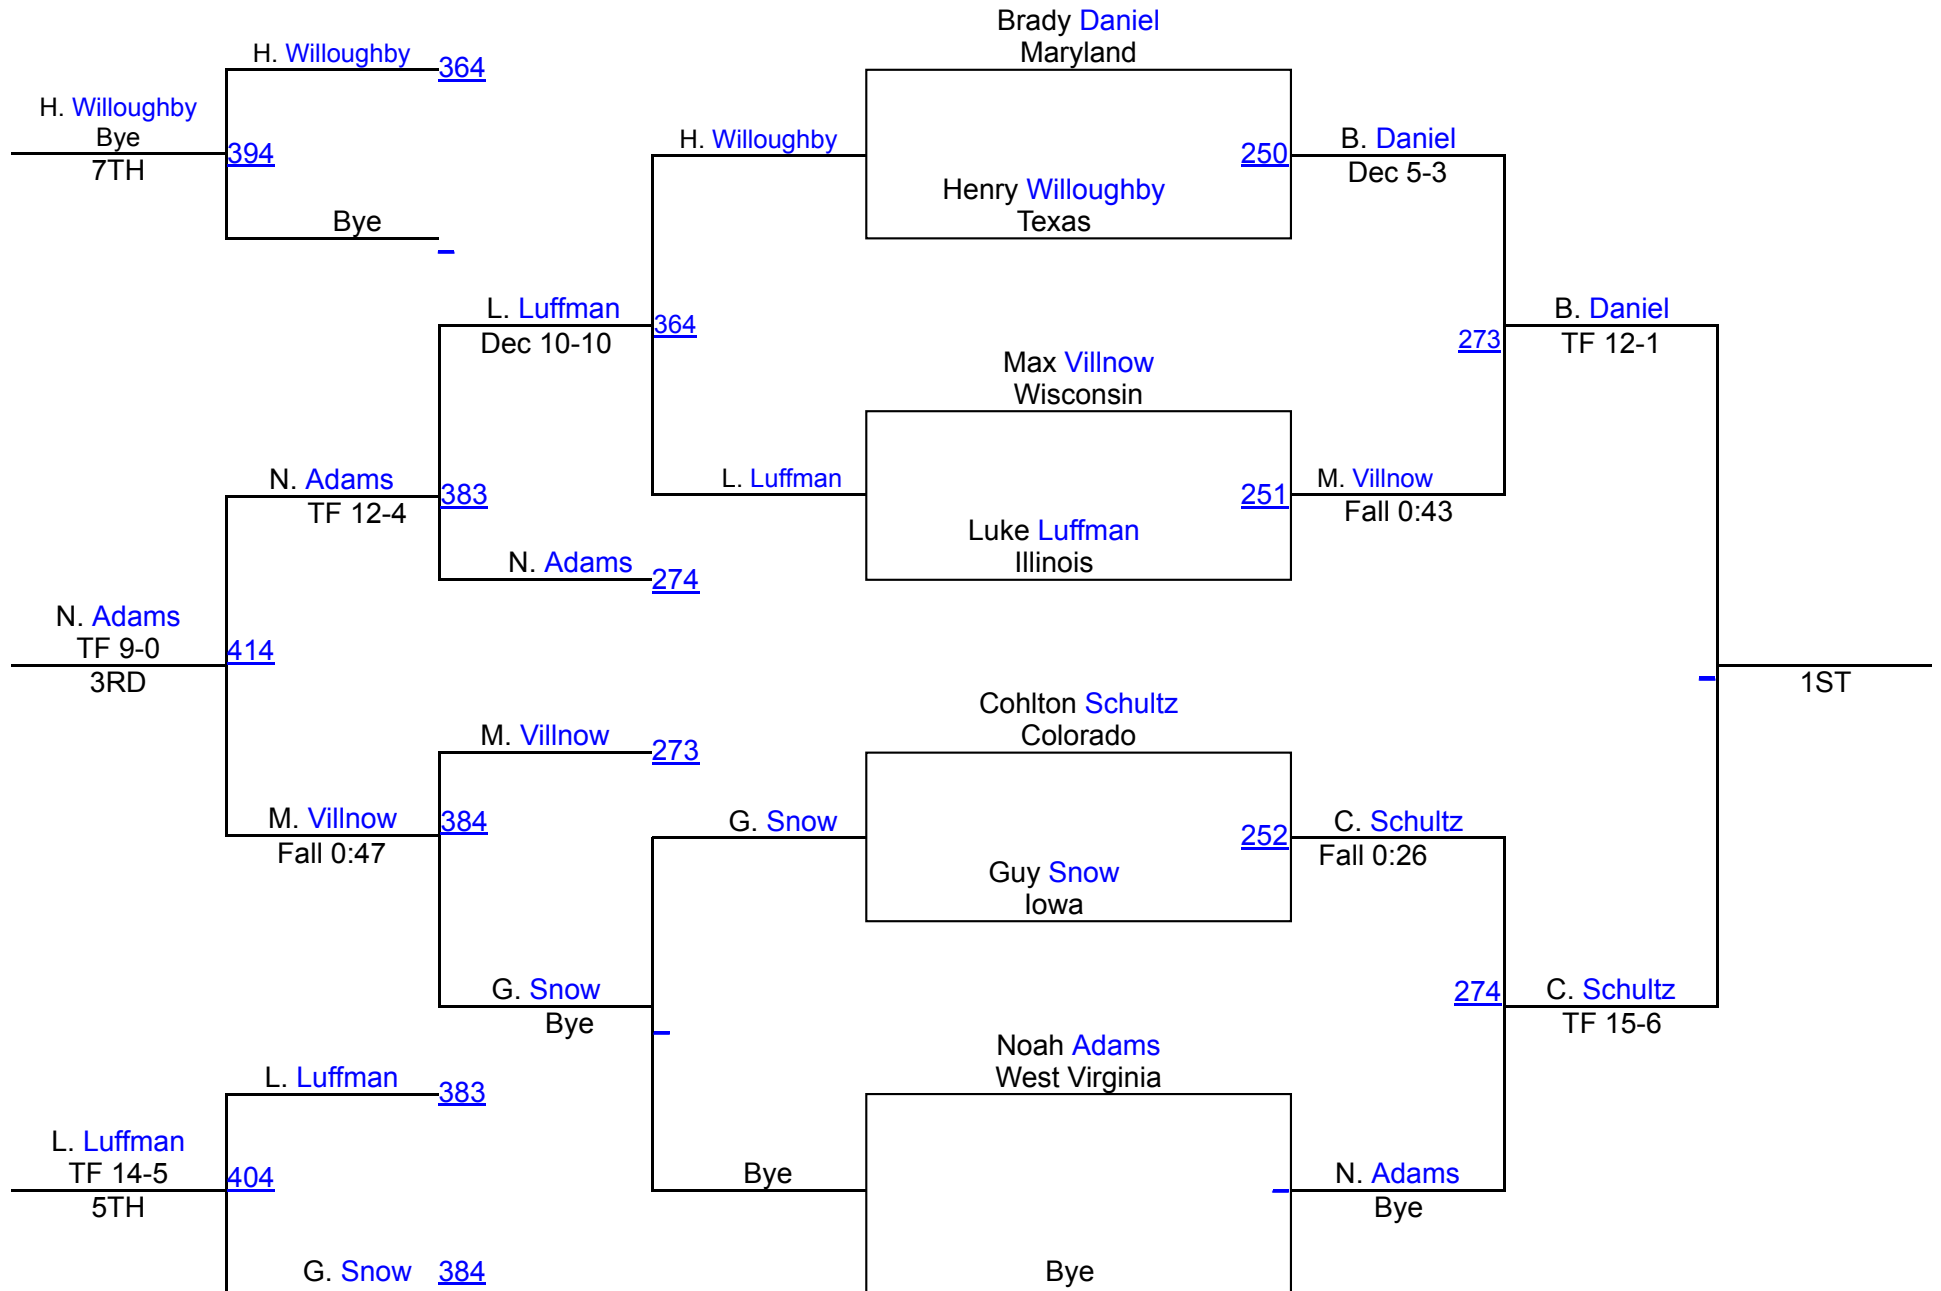 Brady Daniel
Maryland
H. Willoughby 364
H. Willoughby
Bye
394
7TH
H. Willoughby
250
B. Daniel
Dec 5-3
Henry Willoughby
Texas
Bye
L. Luffman
Dec 10-10
364
B. Daniel
TF 12-1
273
Max Villnow
Wisconsin
N. Adams
TF 12-4
383
L. Luffman
251
M. Villnow
Fall 0:43
Luke Luffman
Illinois
N. Adams 274
N. Adams
TF 9-0
414
3RD
1ST
Cohlton Schultz
Colorado
M. Villnow 273
M. Villnow
Fall 0:47
384
G. Snow
252
C. Schultz
Fall 0:26
Guy Snow
Iowa
G. Snow
Bye
274
C. Schultz
TF 15-6
Noah Adams
West Virginia
L. Luffman 383
L. Luffman
TF 14-5
404
5TH
Bye
N. Adams
Bye
G. Snow 384
Bye